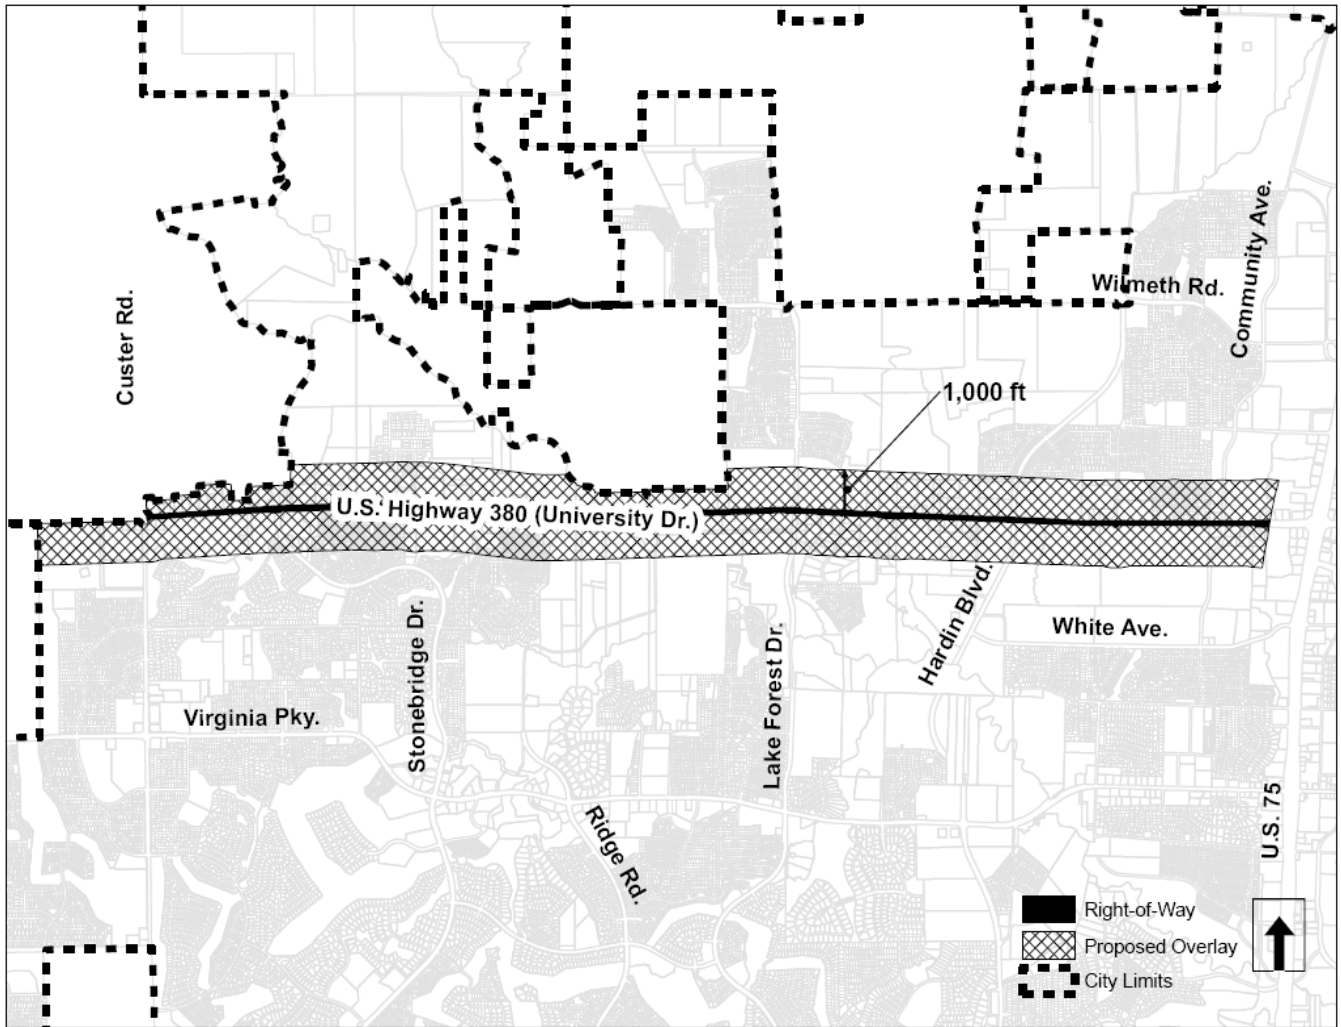 Community Ave.
Wilmeth Rd.
Custer Rd.
1,000 ft
U.S. Highway 380 (University Dr.)
Hardin Blvd.
White Ave.
Stonebridge Dr.
Lake Forest Dr.
Virginia Pky.
Ridge Rd.
U.S. 75
Right-of-Way
Proposed Overlay
City Limits